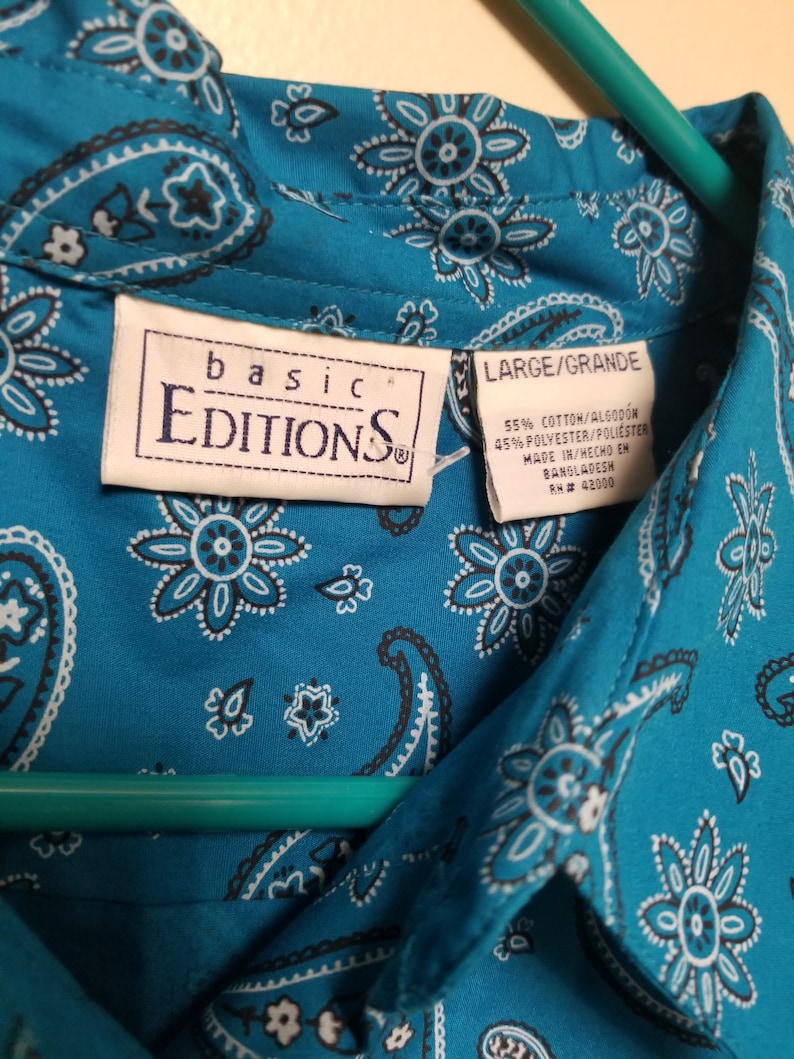 basic
EDITIONS®
LARGE/GRANDE
55% COTTON/ALGODÓN
45% POLYESTER/POLIÉSTER
MADE IN/HECHO EN
BANGLADESH
RN# 42000